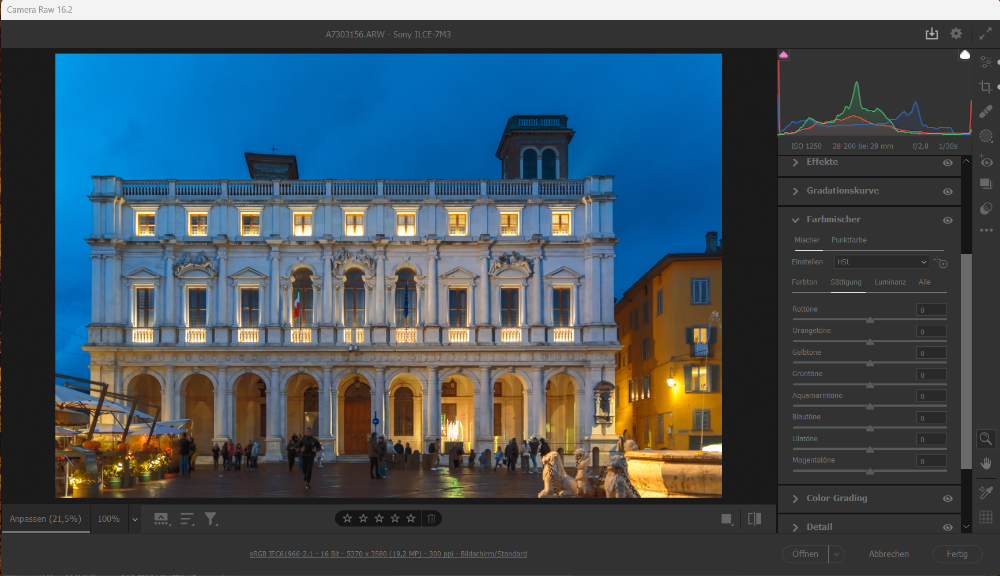 Camera Raw 16.2
A7303156.ARW - Sony ILCE-7M3
ISO 1250 28-200 bei 28 mm f/2,8 1/30s
Effekte
Gradationskurve
Farbmischer
Mischer Punktfarbe
Einstellen HSL
Farbton Sättigung Luminanz Alle
Rottöne 0
Orangetöne 0
Gelbtöne 0
Grüntöne 0
Aquamarintöne 0
Blautöne 0
Lilatöne 0
Magentatöne 0
Color-Grading
Detail
Anpassen (21,5%) 100%
sRGB IEC61966-2.1 - 16 Bit - 5370 x 3580 (19,2 MP) - 300 ppi - Bildschirm/Standard
Öffnen Abbrechen Fertig